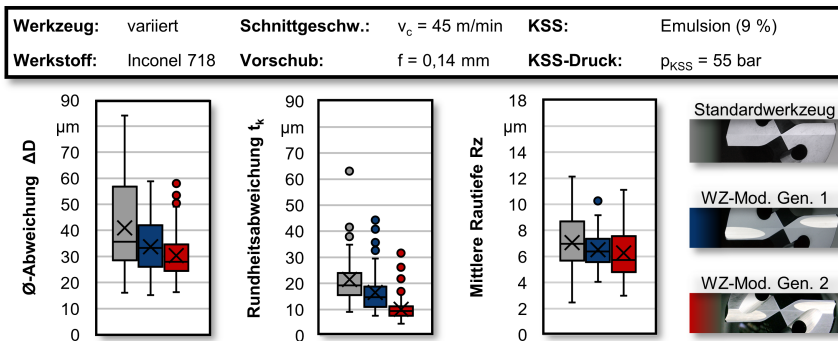 Werkzeug: variiert Schnittgeschw.: v_c = 45 m/min KSS: Emulsion (9 %)
Werkstoff: Inconel 718 Vorschub: f = 0,14 mm KSS-Druck: p_KSS = 55 bar
Ø-Abweichung ΔD
90
µm
70
60
50
40
30
20
10
0
Rundheitsabweichung t_k
90
µm
70
60
50
40
30
20
10
0
Mittlere Rautiefe Rz
18
µm
14
12
10
8
6
4
2
0
Standardwerkzeug
WZ-Mod. Gen. 1
WZ-Mod. Gen. 2